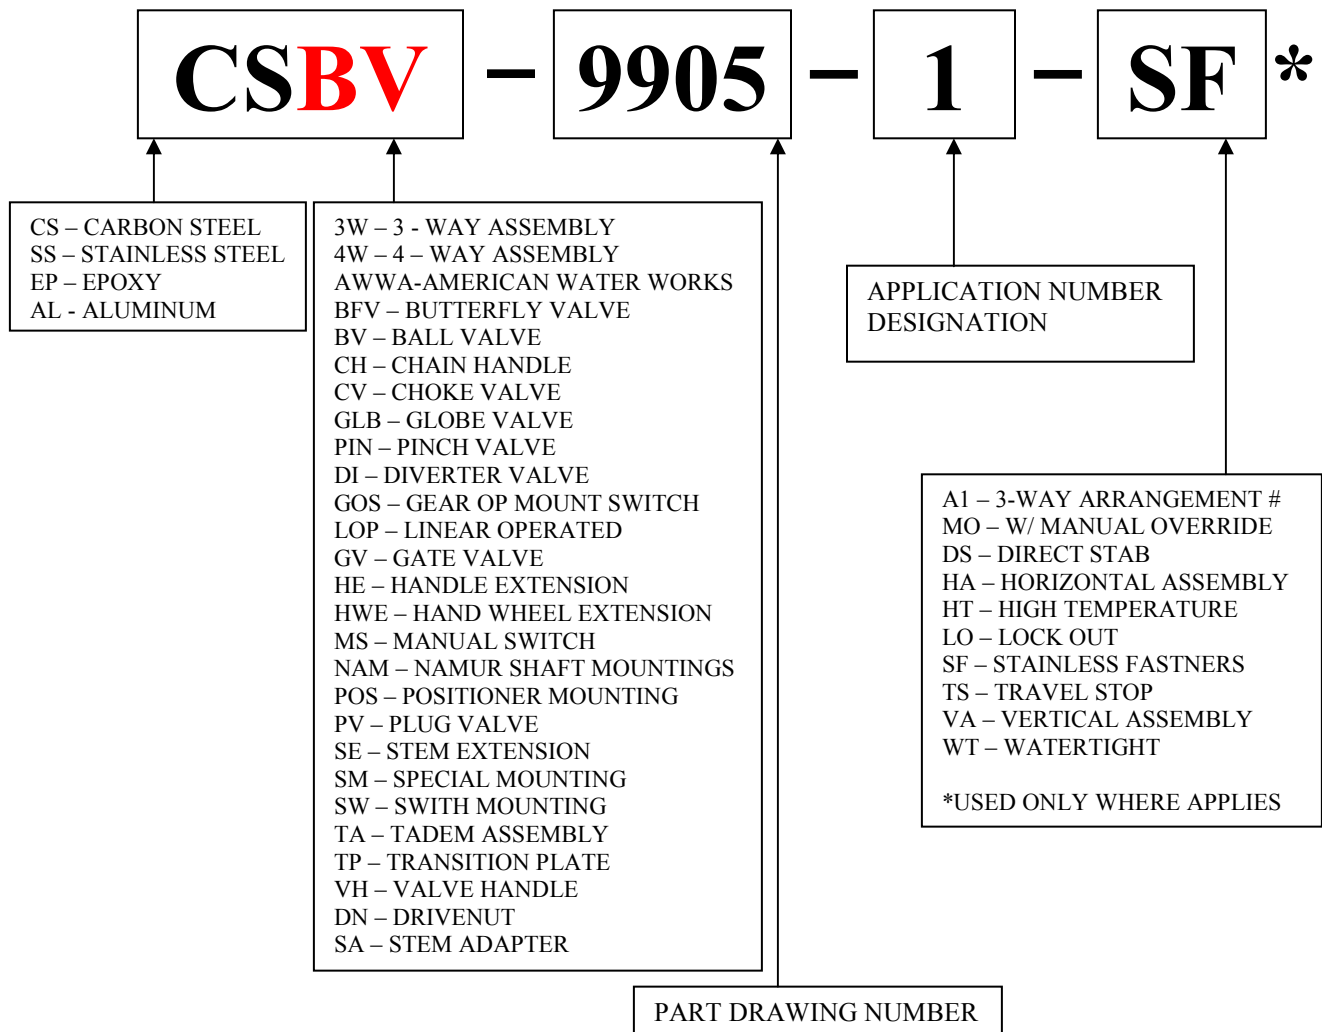 CSBV – 9905 – 1 – SF *
CS – CARBON STEEL
SS – STAINLESS STEEL
EP – EPOXY
AL - ALUMINUM
3W – 3 - WAY ASSEMBLY
4W – 4 – WAY ASSEMBLY
AWWA-AMERICAN WATER WORKS
BFV – BUTTERFLY VALVE
BV – BALL VALVE
CH – CHAIN HANDLE
CV – CHOKE VALVE
GLB – GLOBE VALVE
PIN – PINCH VALVE
DI – DIVERTER VALVE
GOS – GEAR OP MOUNT SWITCH
LOP – LINEAR OPERATED
GV – GATE VALVE
HE – HANDLE EXTENSION
HWE – HAND WHEEL EXTENSION
MS – MANUAL SWITCH
NAM – NAMUR SHAFT MOUNTINGS
POS – POSITIONER MOUNTING
PV – PLUG VALVE
SE – STEM EXTENSION
SM – SPECIAL MOUNTING
SW – SWITH MOUNTING
TA – TADEM ASSEMBLY
TP – TRANSITION PLATE
VH – VALVE HANDLE
DN – DRIVENUT
SA – STEM ADAPTER
APPLICATION NUMBER
DESIGNATION
A1 – 3-WAY ARRANGEMENT #
MO – W/ MANUAL OVERRIDE
DS – DIRECT STAB
HA – HORIZONTAL ASSEMBLY
HT – HIGH TEMPERATURE
LO – LOCK OUT
SF – STAINLESS FASTNERS
TS – TRAVEL STOP
VA – VERTICAL ASSEMBLY
WT – WATERTIGHT
*USED ONLY WHERE APPLIES
PART DRAWING NUMBER